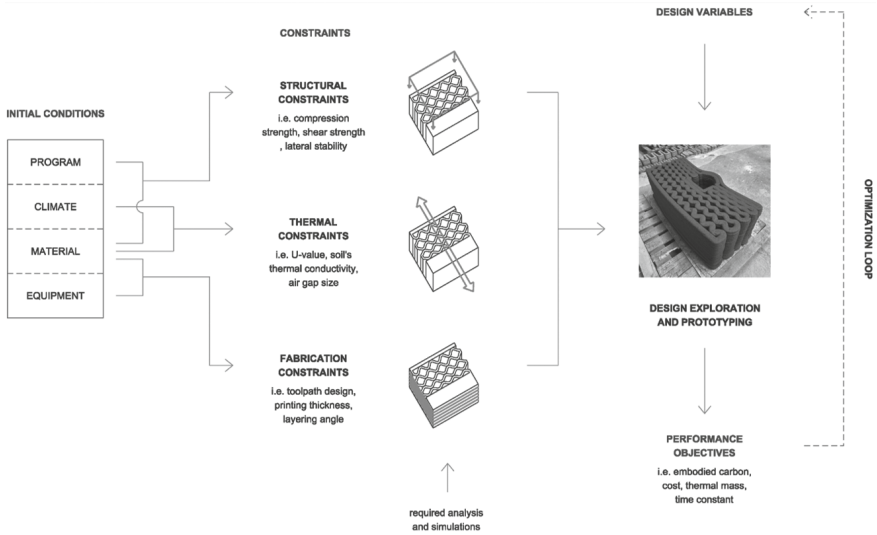 INITIAL CONDITIONS
PROGRAM
CLIMATE
MATERIAL
EQUIPMENT
CONSTRAINTS
STRUCTURAL
CONSTRAINTS
i.e. compression
strength, shear strength
, lateral stability
THERMAL
CONSTRAINTS
i.e. U-value, soil's
thermal conductivity,
air gap size
FABRICATION
CONSTRAINTS
i.e. toolpath design,
printing thickness,
layering angle
required analysis
and simulations
DESIGN VARIABLES
DESIGN EXPLORATION
AND PROTOTYPING
PERFORMANCE
OBJECTIVES
i.e. embodied carbon,
cost, thermal mass,
time constant
OPTIMIZATION LOOP